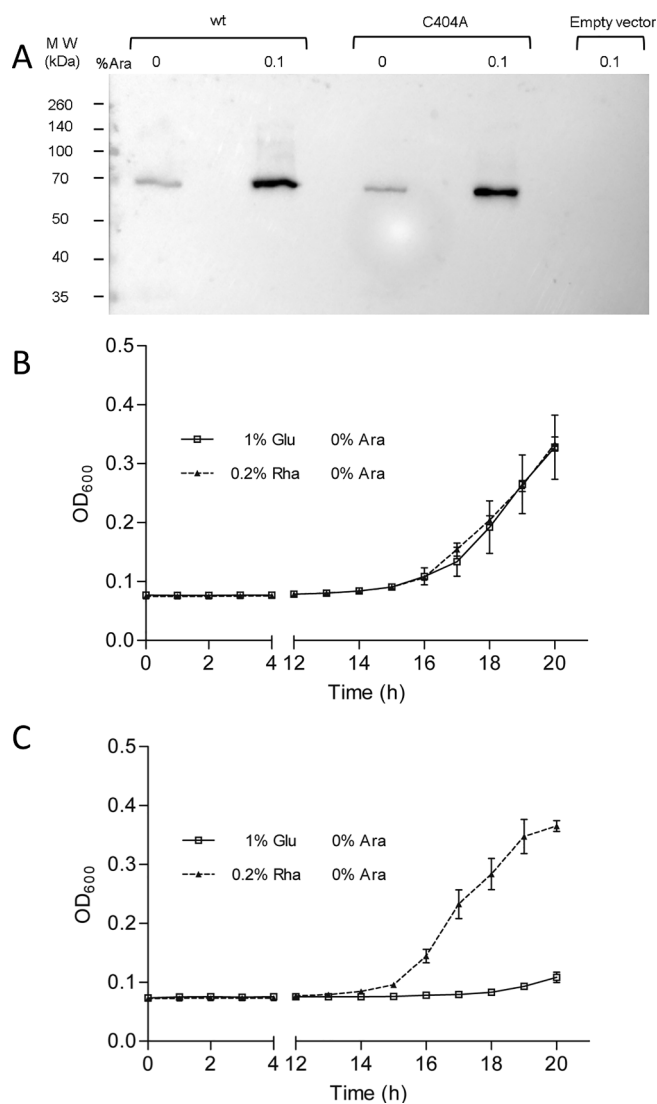 wt C404A Empty vector
M W
(kDa)
A %Ara 0 0.1 0 0.1 0.1
260
140
100
70
50
40
35
B
0.5
0.4
0.3
0.2
0.1
0.0
OD600
1% Glu 0% Ara
0.2% Rha 0% Ara
0 2 4 12 14 16 18 20
Time (h)
C
0.5
0.4
0.3
0.2
0.1
0.0
OD600
1% Glu 0% Ara
0.2% Rha 0% Ara
0 2 4 12 14 16 18 20
Time (h)